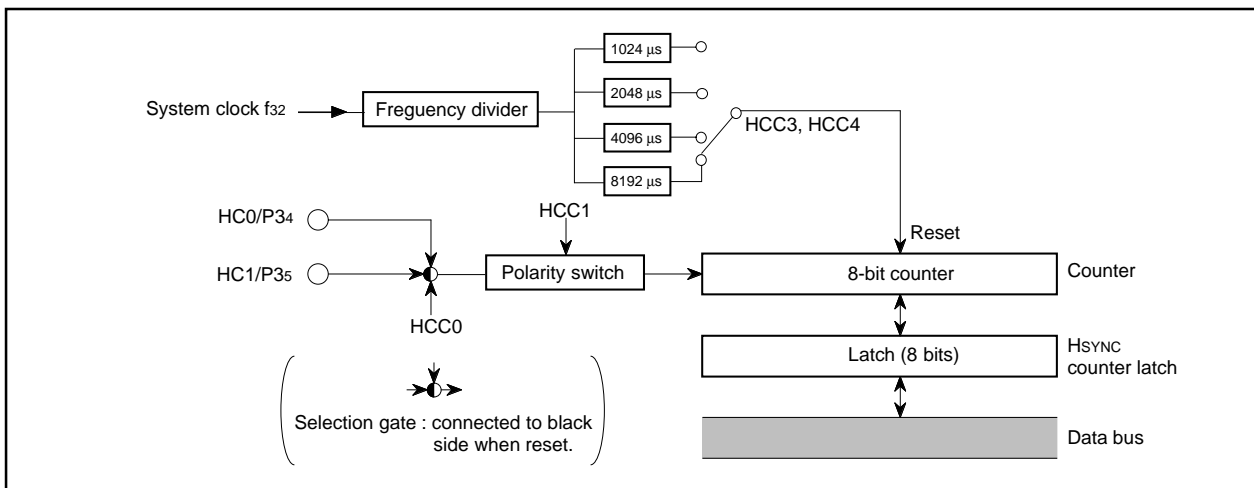 1024 μs
2048 μs
System clock f32
Freguency divider
4096 μs
HCC3, HCC4
8192 μs
HC0/P34
HCC1
Reset
HC1/P35
Polarity switch
8-bit counter
Counter
HCC0
Latch (8 bits)
HSYNC
counter latch
Selection gate : connected to black
side when reset.
Data bus